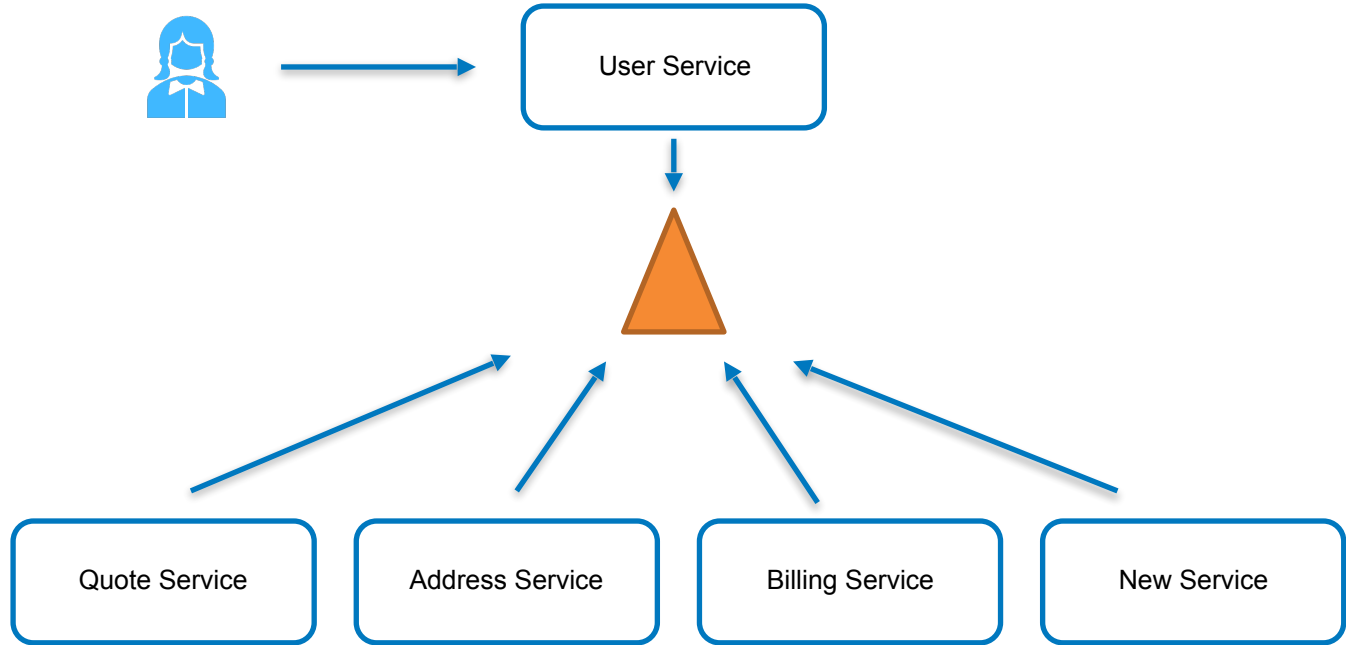 User Service
Quote Service
Address Service
Billing Service
New Service